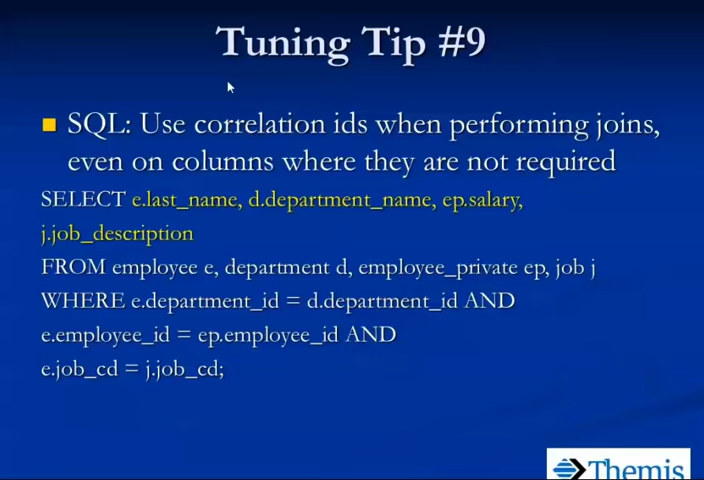 Tuning Tip #9
SQL: Use correlation ids when performing joins,
even on columns where they are not required
SELECT e.last_name, d.department_name, ep.salary,
j.job_description
FROM employee e, department d, employee_private ep, job j
WHERE e.department_id = d.department_id AND
e.employee_id = ep.employee_id AND
e.job_cd = j.job_cd;
Themis